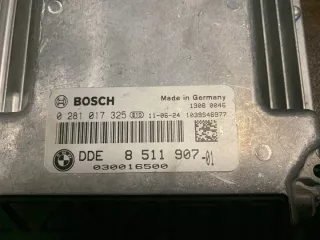 BOSCH
Made in Germany
1908 0046
0 281 017 325 11-06-24 1039S46977
DDE 8 511 907-01
030016500